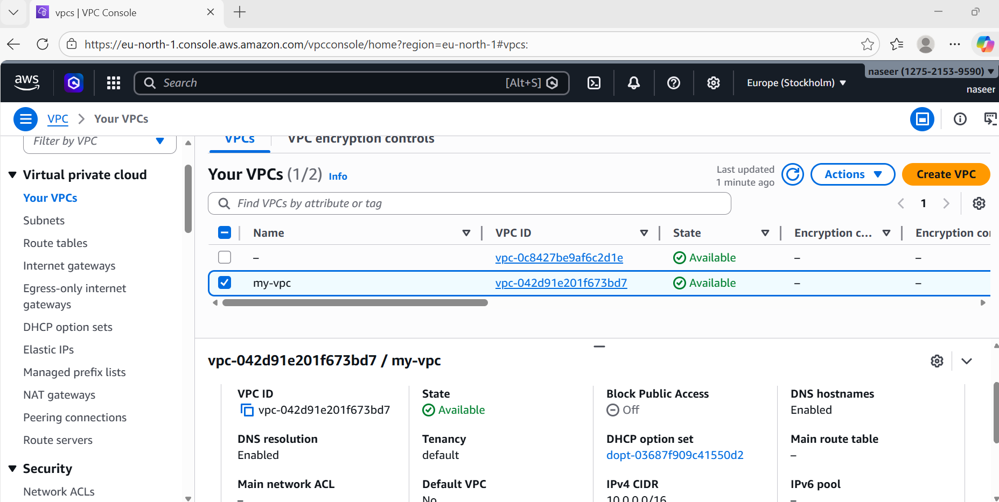 vpcs | VPC Console
https://eu-north-1.console.aws.amazon.com/vpcconsole/home?region=eu-north-1#vpcs:
aws
Search
[Alt+S]
Europe (Stockholm)
naseer (1275-2153-9590)
naseer
VPC
Your VPCs
Filter by VPC
Virtual private cloud
Your VPCs
Subnets
Route tables
Internet gateways
Egress-only internet
gateways
DHCP option sets
Elastic IPs
Managed prefix lists
NAT gateways
Peering connections
Route servers
Security
Network ACLs
VPCs
VPC encryption controls
Your VPCs (1/2) Info
Last updated
1 minute ago
Actions
Create VPC
Find VPCs by attribute or tag
1
Name
VPC ID
State
Encryption c...
Encryption co
–
vpc-0c8427be9af6c2d1e
Available
–
–
my-vpc
vpc-042d91e201f673bd7
Available
–
–
vpc-042d91e201f673bd7 / my-vpc
VPC ID
vpc-042d91e201f673bd7
State
Available
Block Public Access
Off
DNS hostnames
Enabled
DNS resolution
Enabled
Tenancy
default
DHCP option set
dopt-03687f909c41550d2
Main route table
–
Main network ACL
–
Default VPC
No
IPv4 CIDR
10.0.0.0/16
IPv6 pool
–